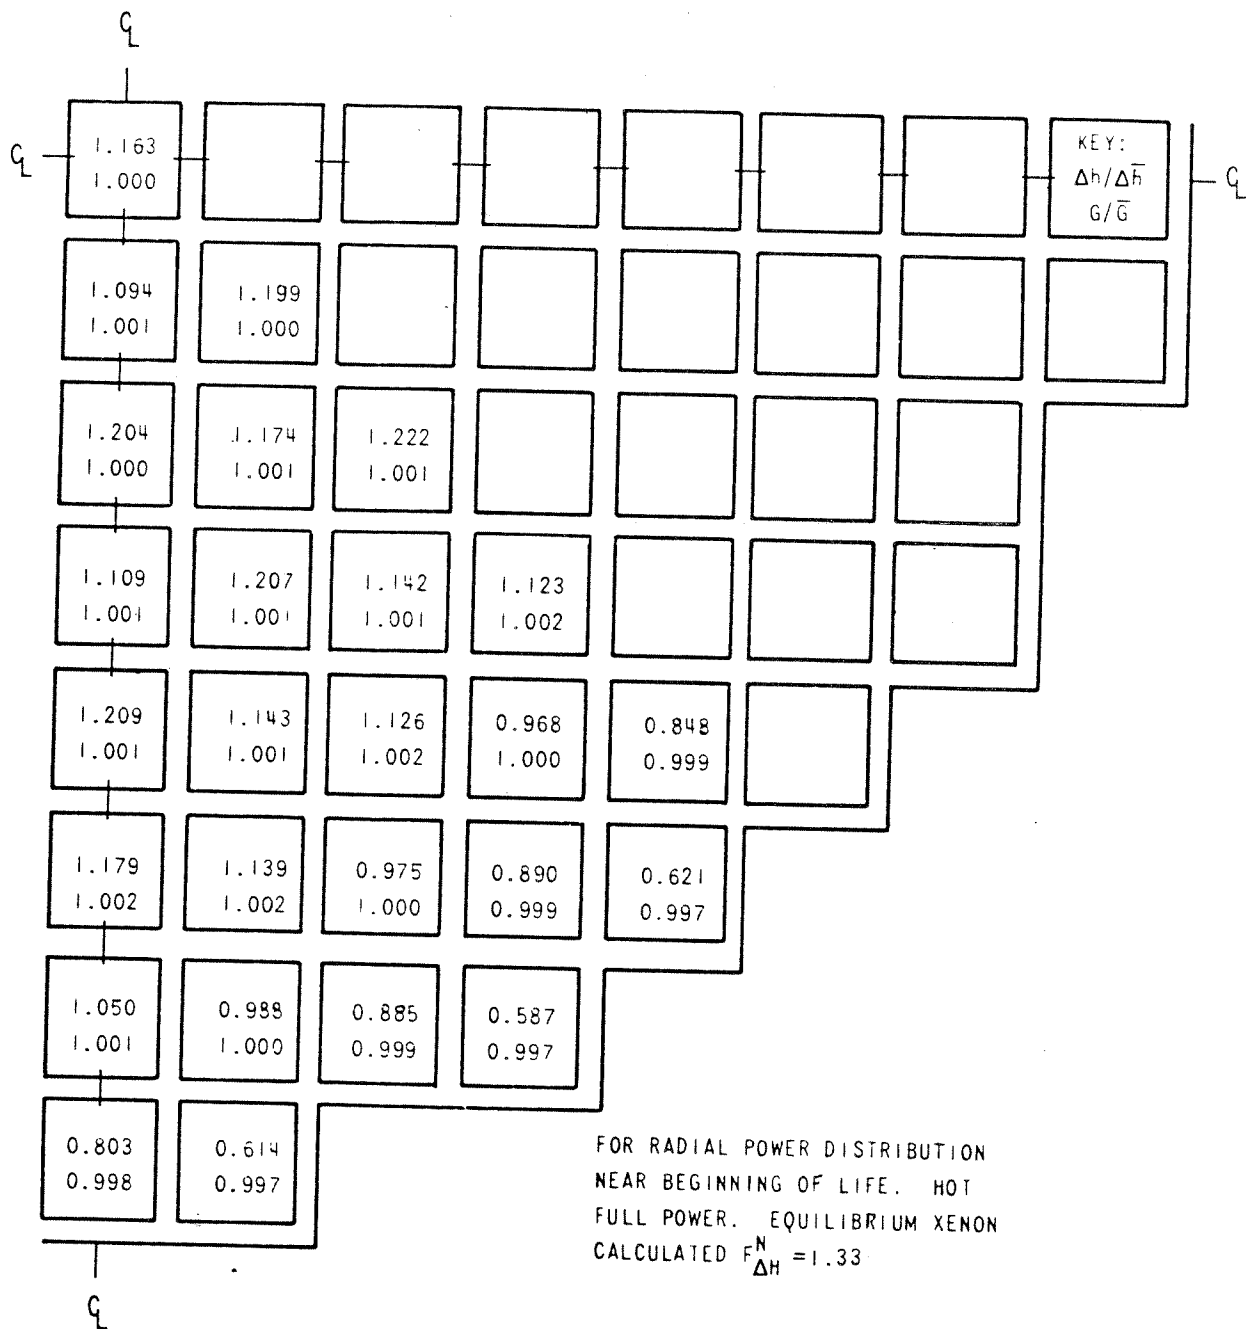 ℄
℄ 1.163 1.000 KEY: Δh/Δh̅ G/G̅ ℄
1.094 1.199
1.001 1.000
1.204 1.174 1.222
1.000 1.001 1.001
1.109 1.207 1.142 1.123
1.001 1.001 1.001 1.002
1.209 1.143 1.126 0.968 0.848
1.001 1.001 1.002 1.000 0.999
1.179 1.139 0.975 0.890 0.621
1.002 1.002 1.000 0.999 0.997
1.050 0.988 0.885 0.587
1.001 1.000 0.999 0.997
0.803 0.614
0.998 0.997
FOR RADIAL POWER DISTRIBUTION
NEAR BEGINNING OF LIFE. HOT
FULL POWER. EQUILIBRIUM XENON
CALCULATED F^N_ΔH = 1.33
℄